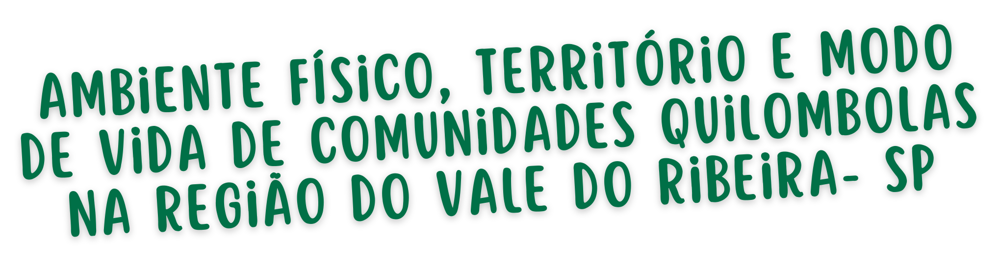 AMBiENTE FÍSiCO, TERRiTÓRiO E MODO
DE ViDA DE COMUNiDADES QUiLOMBOLAS
NA REGiÃO DO VALE DO RiBEiRA- SP